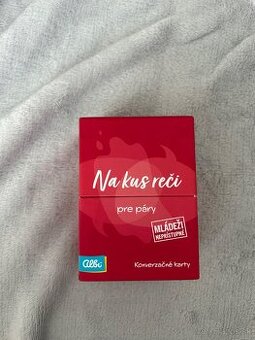 Na kus reči
pre páry
MLÁDEŽI
NEPRÍSTUPNÉ
Albi
Konverzačné karty